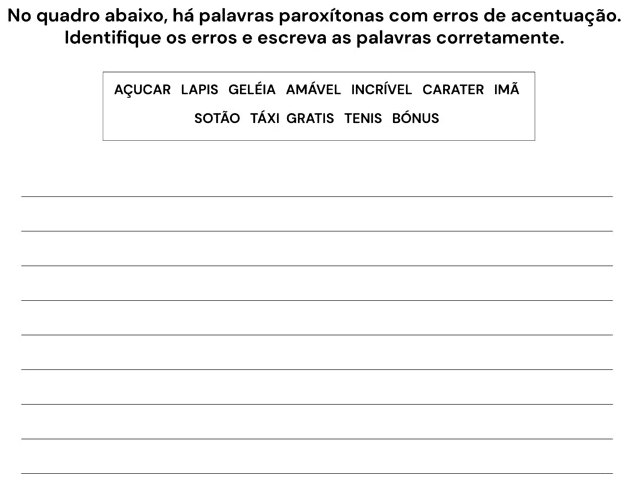 No quadro abaixo, há palavras paroxítonas com erros de acentuação.
Identifique os erros e escreva as palavras corretamente.
AÇUCAR LAPIS GELÉIA AMÁVEL INCRÍVEL CARATER IMÃ
SOTÃO TÁXI GRATIS TENIS BÓNUS